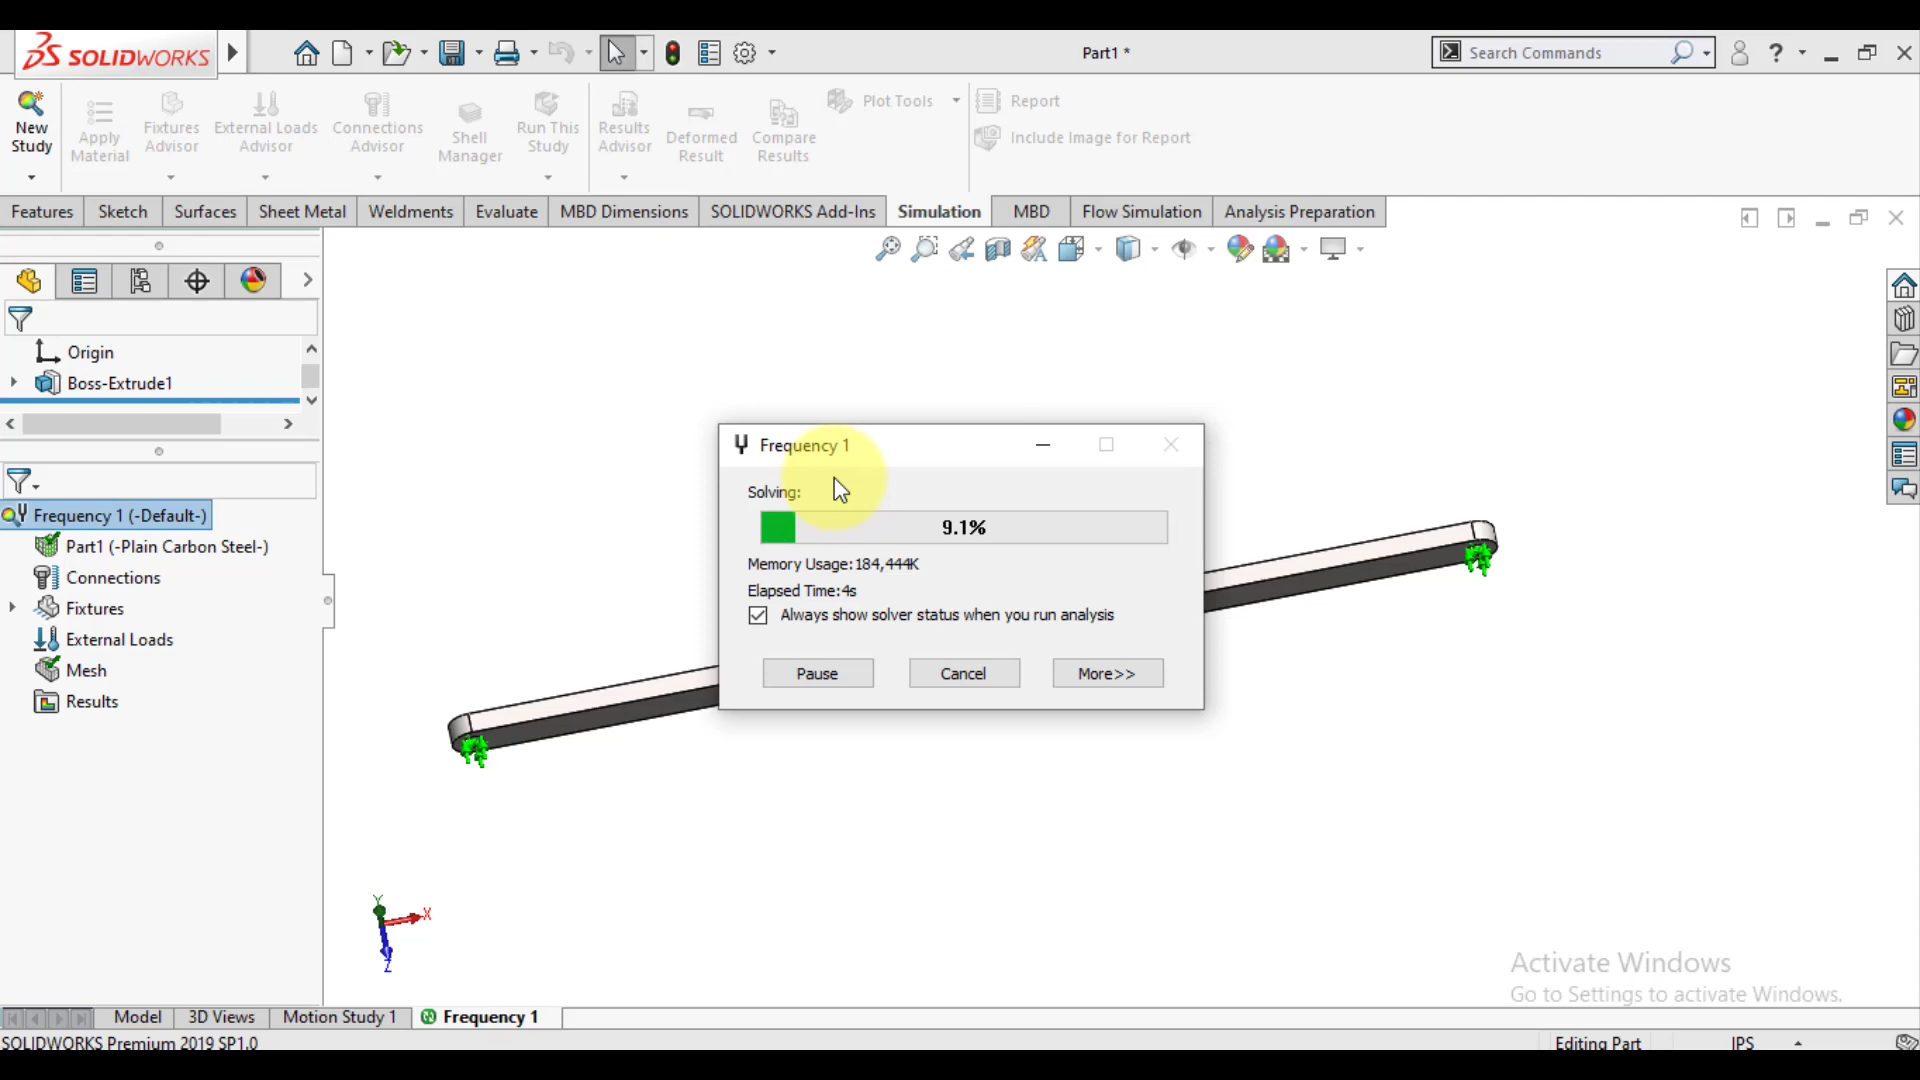 SOLIDWORKS
Part1 *
Search Commands
?
New Study
Apply Material
Fixtures Advisor
External Loads Advisor
Connections Advisor
Shell Manager
Run This Study
Results Advisor
Deformed Result
Compare Results
Plot Tools
Report
Include Image for Report
Features
Sketch
Surfaces
Sheet Metal
Weldments
Evaluate
MBD Dimensions
SOLIDWORKS Add-Ins
Simulation
MBD
Flow Simulation
Analysis Preparation
Origin
Boss-Extrude1
Frequency 1 (-Default-)
Part1 (-Plain Carbon Steel-)
Connections
Fixtures
External Loads
Mesh
Results
Frequency 1
Solving:
9.1%
Memory Usage:184,444K
Elapsed Time:4s
Always show solver status when you run analysis
Pause
Cancel
More>>
Y
X
Z
Activate Windows
Go to Settings to activate Windows.
Model
3D Views
Motion Study 1
Frequency 1
SOLIDWORKS Premium 2019 SP1.0
Editing Part
IPS